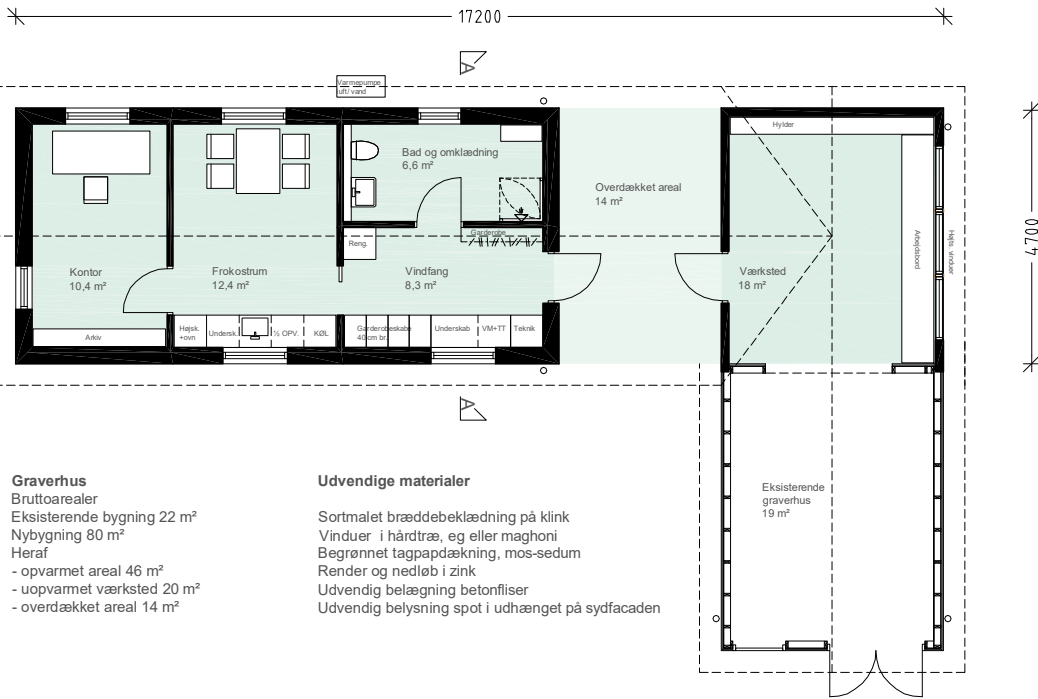 17200
A
Varmepumpe
luft/ vand
Hylder
Bad og omklædning
6,6 m²
Overdækket areal
14 m²
4700
Garderobe
Reng.
Arbejdsbord
Højts. vinduer
Kontor
10,4 m²
Frokostrum
12,4 m²
Vindfang
8,3 m²
Værksted
18 m²
Arkiv
Højsk.
+ovn
Undersk.
½ OPV.
KØL
Garderobeskabe
40 cm br.
Underskab
VM+TT
Teknik
A
Graverhus
Bruttoarealer
Eksisterende bygning 22 m²
Nybygning 80 m²
Heraf
- opvarmet areal 46 m²
- uopvarmet værksted 20 m²
- overdækket areal 14 m²
Udvendige materialer
Sortmalet bræddebeklædning på klink
Vinduer i hårdtræ, eg eller maghoni
Begrønnet tagpapdækning, mos-sedum
Render og nedløb i zink
Udvendig belægning betonfliser
Udvendig belysning spot i udhænget på sydfacaden
Eksisterende
graverhus
19 m²